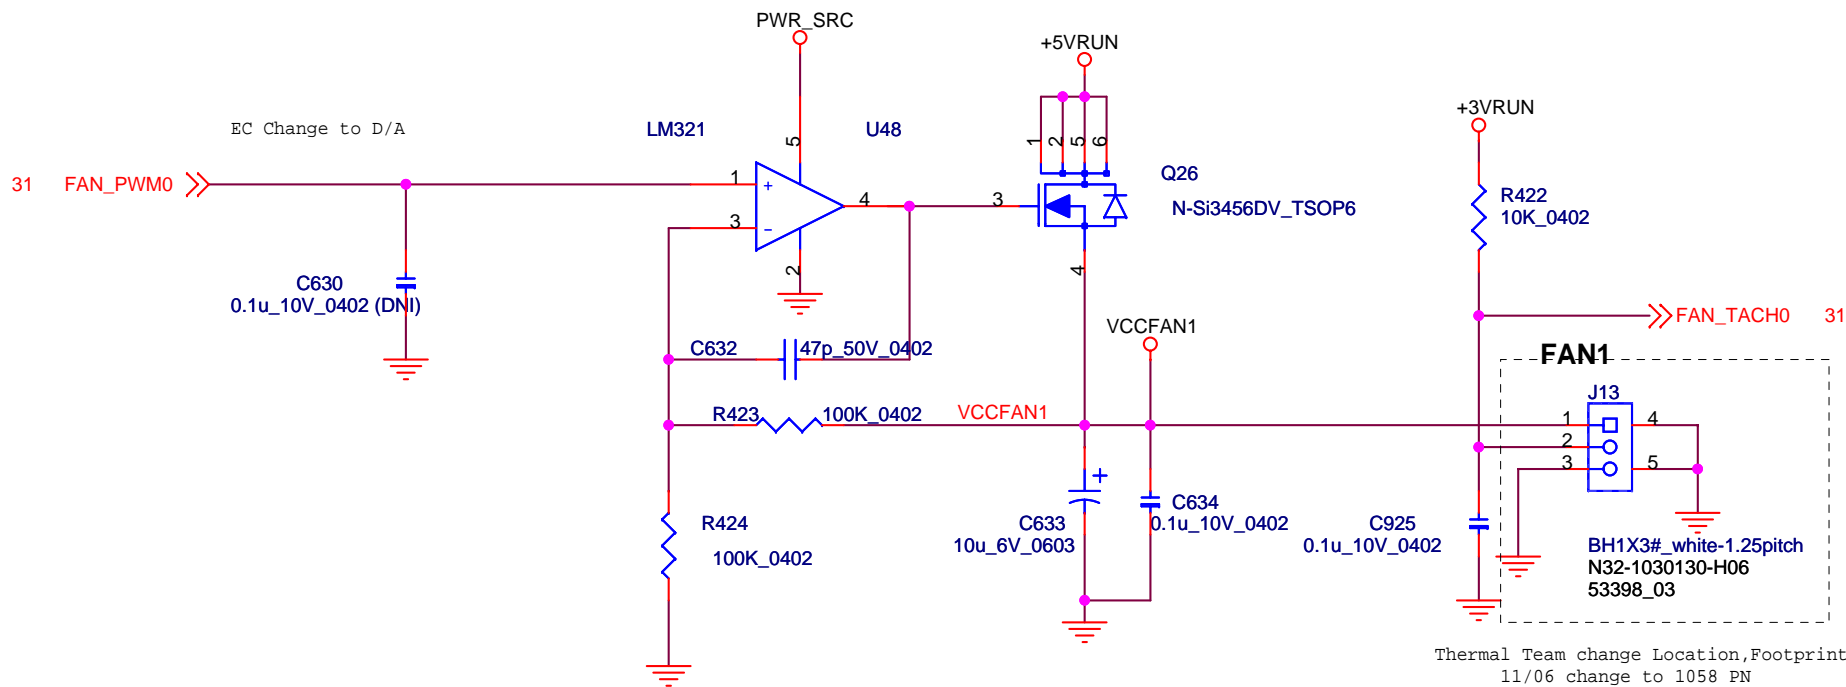 PWR_SRC
+5VRUN
+3VRUN
EC Change to D/A
LM321
U48
5
1
2
5
6
31 FAN_PWM0
1
+
4
3
Q26
N-Si3456DV_TSOP6
R422
10K_0402
3
−
2
4
C630
0.1u_10V_0402 (DNI)
C632
47p_50V_0402
VCCFAN1
FAN_TACH0 31
FAN1
J13
R423
100K_0402
VCCFAN1
1
4
2
3
5
+
R424
100K_0402
C633
10u_6V_0603
C634
0.1u_10V_0402
C925
0.1u_10V_0402
BH1X3#_white-1.25pitch
N32-1030130-H06
53398_03
Thermal Team change Location,Footprint
11/06 change to 1058 PN